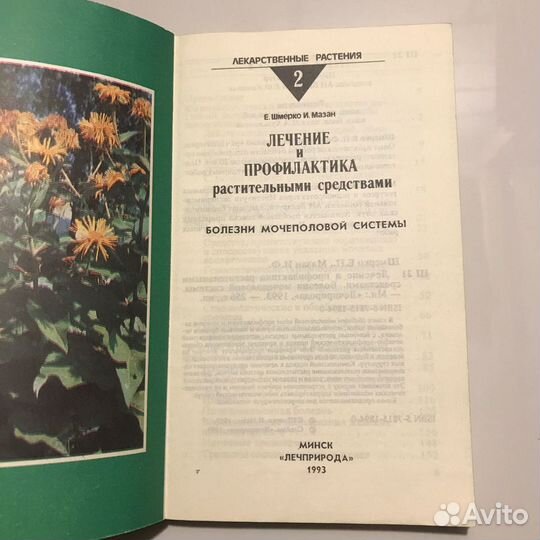 ЛЕКАРСТВЕННЫЕ РАСТЕНИЯ
2
Е. Шмерко И. Мазан
ЛЕЧЕНИЕ
и
ПРОФИЛАКТИКА
растительными средствами
БОЛЕЗНИ МОЧЕПОЛОВОЙ СИСТЕМЫ
МИНСК
«ЛЕЧПРИРОДА»
1993
Avito